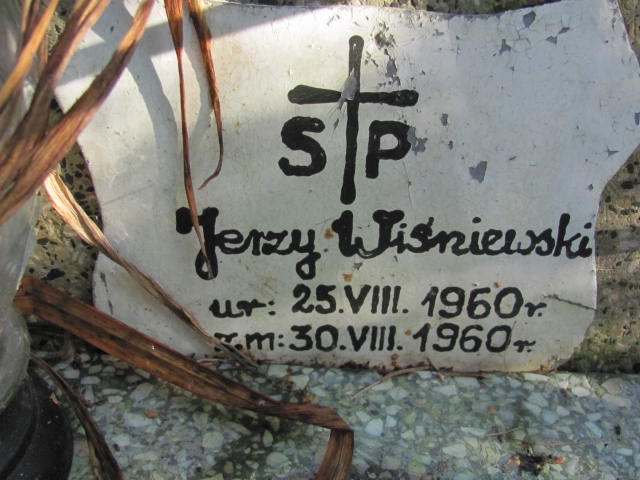 S P
Jerzy Wiśniewski
ur: 25.VIII. 1960r.
zm: 30.VIII. 1960r.